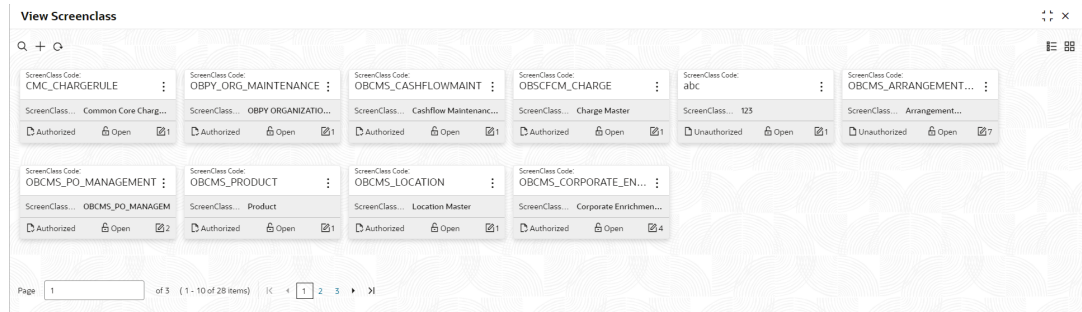 View Screenclass
ScreenClass Code: ScreenClass Code: ScreenClass Code: ScreenClass Code: ScreenClass Code: ScreenClass Code:
CMC_CHARGERULE OBPY_ORG_MAINTENANCE OBCMS_CASHFLOWMAINT OBSCFCM_CHARGE abc OBCMS_ARRANGEMENT...
ScreenClass... Common Core Charg... ScreenClass... OBPY ORGANIZATIO... ScreenClass... Cashflow Maintenanc... ScreenClass... Charge Master ScreenClass... 123 ScreenClass... Arrangement...
Authorized Open 1 Authorized Open 1 Authorized Open 1 Authorized Open 1 Unauthorized Open 1 Unauthorized Open 7
ScreenClass Code: ScreenClass Code: ScreenClass Code: ScreenClass Code:
OBCMS_PO_MANAGEMENT OBCMS_PRODUCT OBCMS_LOCATION OBCMS_CORPORATE_EN...
ScreenClass... OBCMS_PO_MANAGEM ScreenClass... Product ScreenClass... Location Master ScreenClass... Corporate Enrichmen...
Authorized Open 2 Authorized Open 1 Authorized Open 1 Authorized Open 4
Page 1 of 3 (1 - 10 of 28 items) 1 2 3